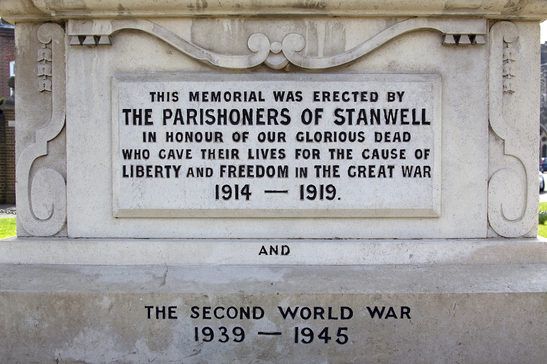 THIS MEMORIAL WAS ERECTED BY
THE PARISHONERS OF STANWELL
IN HONOUR OF OUR GLORIOUS DEAD
WHO GAVE THEIR LIVES FOR THE CAUSE OF
LIBERTY AND FREEDOM IN THE GREAT WAR
1914 — 1919.
AND
THE SECOND WORLD WAR
1939 — 1945